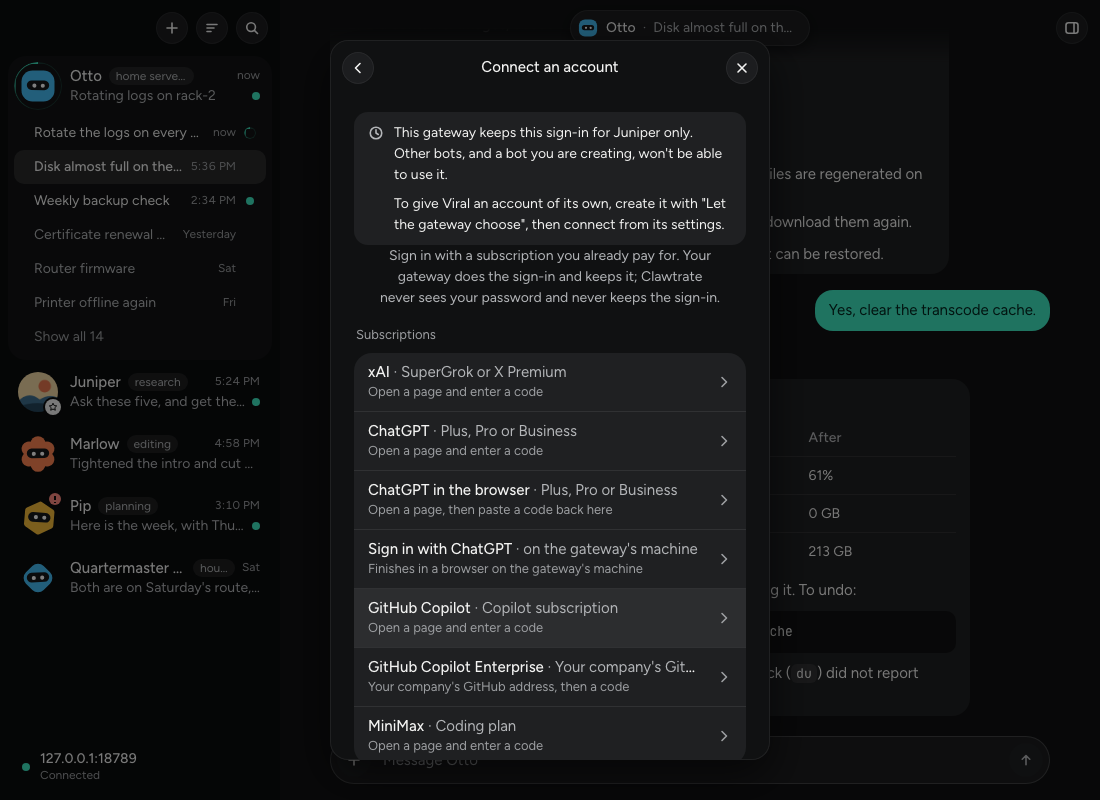 Otto · Disk almost full on th...
Otto home serve... now
Rotating logs on rack-2
Rotate the logs on every ... now
Disk almost full on the... 5:36 PM
Weekly backup check 2:34 PM
Certificate renewal ... Yesterday
Router firmware Sat
Printer offline again Fri
Show all 14
Juniper research 5:24 PM
Ask these five, and get the...
Marlow editing 4:58 PM
Tightened the intro and cut ...
Pip planning 3:10 PM
Here is the week, with Thu...
Quartermaster ... hou... Sat
Both are on Saturday's route,...
127.0.0.1:18789
Connected
Connect an account
This gateway keeps this sign-in for Juniper only.
Other bots, and a bot you are creating, won't be able
to use it.
To give Viral an account of its own, create it with "Let
the gateway choose", then connect from its settings.
Sign in with a subscription you already pay for. Your
gateway does the sign-in and keeps it; Clawtrate
never sees your password and never keeps the sign-in.
Subscriptions
xAI · SuperGrok or X Premium
Open a page and enter a code
ChatGPT · Plus, Pro or Business
Open a page and enter a code
ChatGPT in the browser · Plus, Pro or Business
Open a page, then paste a code back here
Sign in with ChatGPT · on the gateway's machine
Finishes in a browser on the gateway's machine
GitHub Copilot · Copilot subscription
Open a page and enter a code
GitHub Copilot Enterprise · Your company's Git...
Your company's GitHub address, then a code
MiniMax · Coding plan
Open a page and enter a code
iles are regenerated on
download them again.
can be restored.
Yes, clear the transcode cache.
After
61%
0 GB
213 GB
g it. To undo:
che
ck (du) did not report
Message Otto